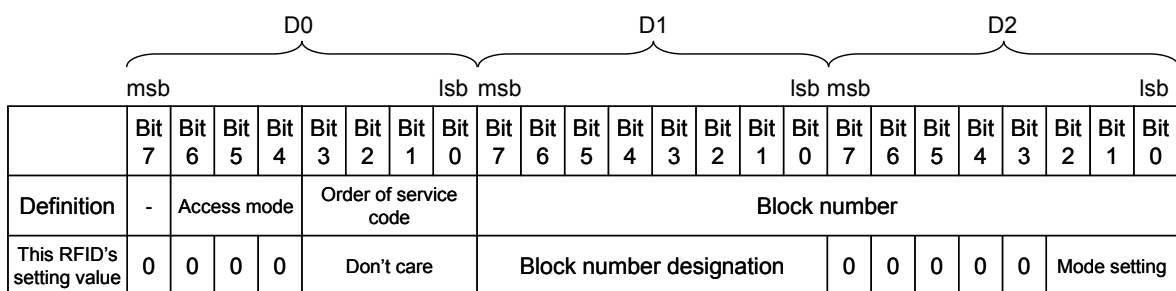 D0 D1 D2
msb lsb msb lsb msb lsb
Bit 7 Bit 6 Bit 5 Bit 4 Bit 3 Bit 2 Bit 1 Bit 0 Bit 7 Bit 6 Bit 5 Bit 4 Bit 3 Bit 2 Bit 1 Bit 0 Bit 7 Bit 6 Bit 5 Bit 4 Bit 3 Bit 2 Bit 1 Bit 0
Definition - Access mode Order of service code Block number
This RFID's setting value 0 0 0 0 Don't care Block number designation 0 0 0 0 0 Mode setting